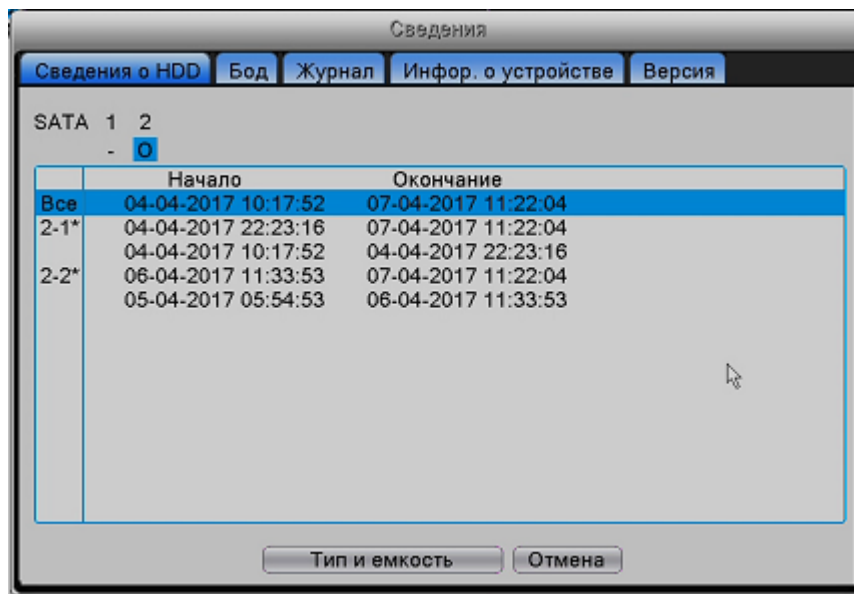 Сведения
Сведения о HDD Бод Журнал Инфор. о устройстве Версия
SATA 1 2
- O
Начало Окончание
Все 04-04-2017 10:17:52 07-04-2017 11:22:04
2-1* 04-04-2017 22:23:16 07-04-2017 11:22:04
04-04-2017 10:17:52 04-04-2017 22:23:16
2-2* 06-04-2017 11:33:53 07-04-2017 11:22:04
05-04-2017 05:54:53 06-04-2017 11:33:53
Тип и емкость Отмена